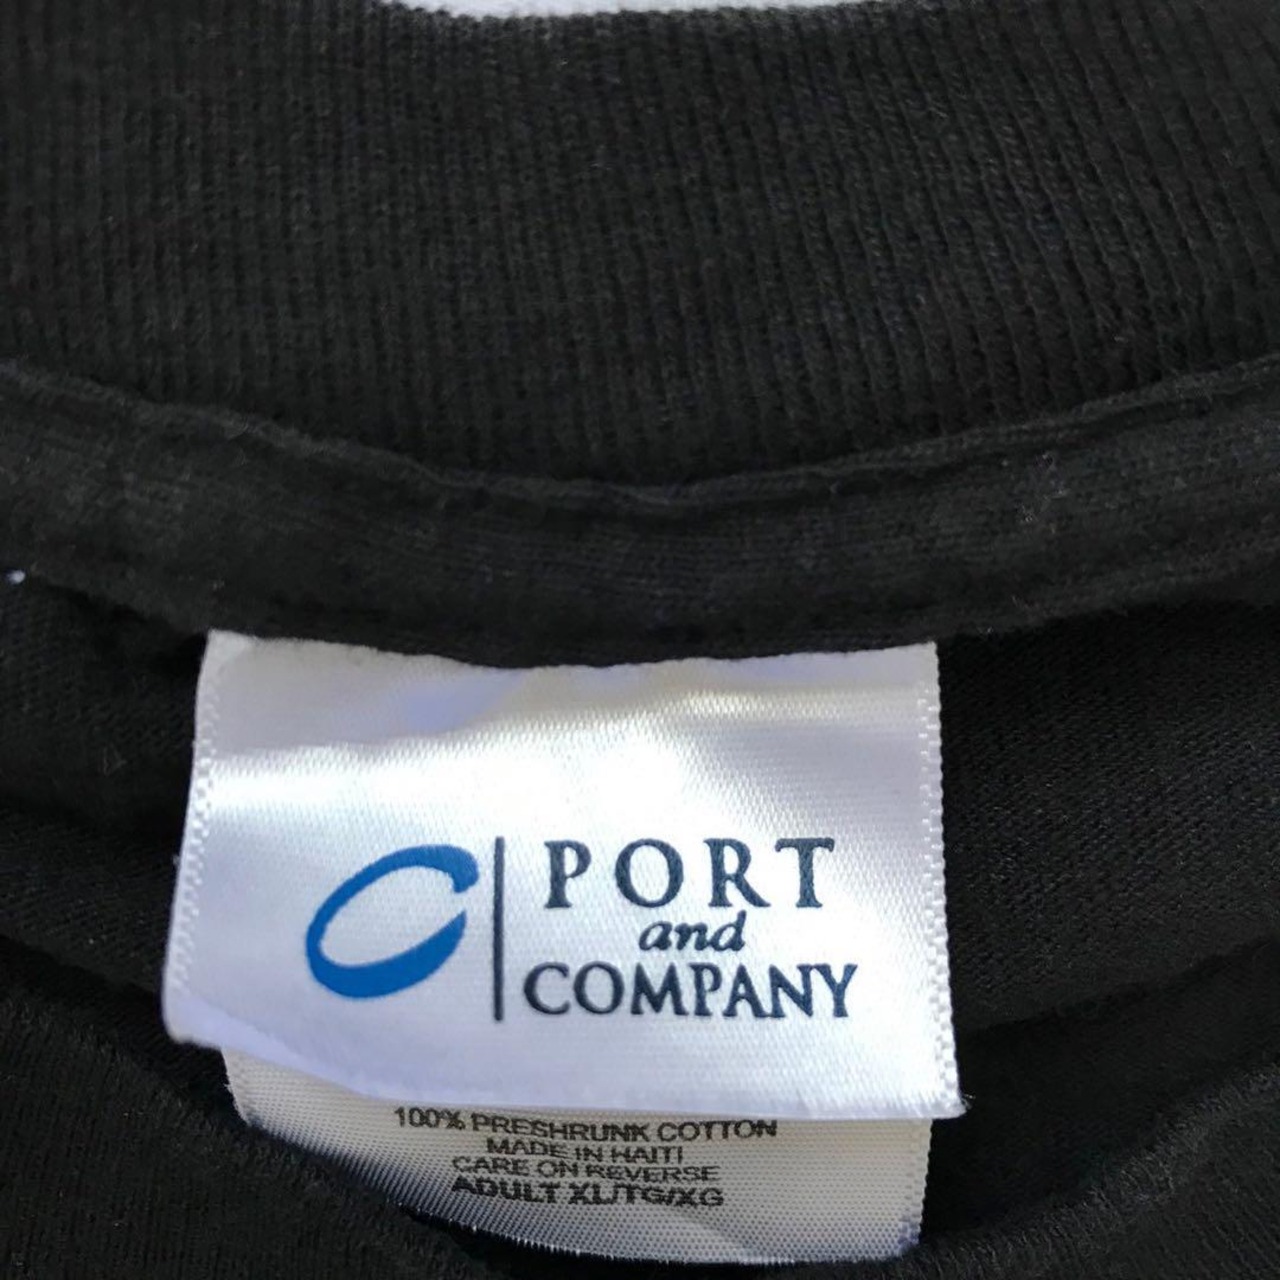 PORT
and
COMPANY
100% PRESHRUNK COTTON
MADE IN HAITI
CARE ON REVERSE
ADULT XL/TG/XG